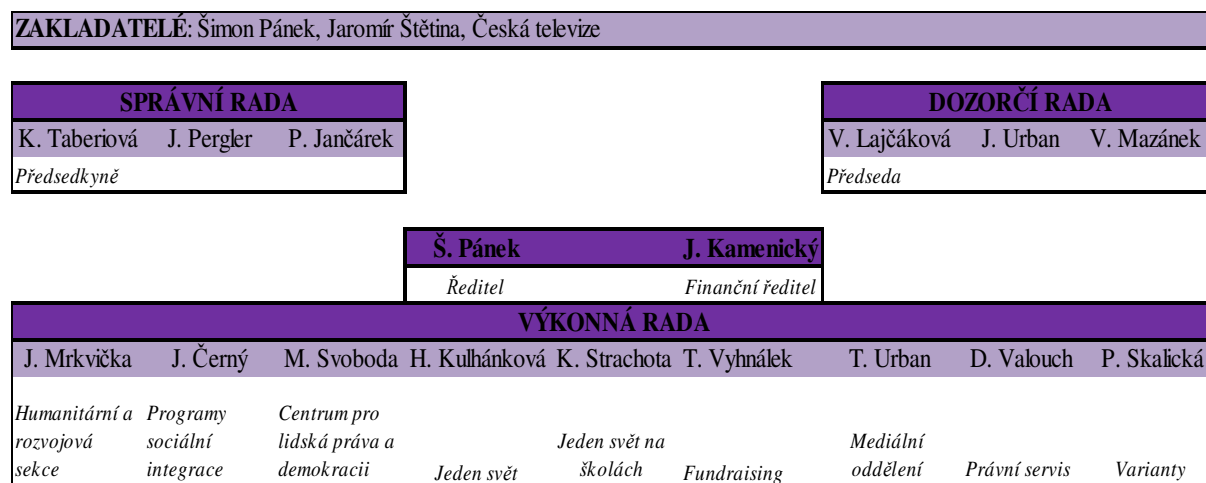 ZAKLADATELÉ: Šimon Pánek, Jaromír Štětina, Česká televize
SPRÁVNÍ RADA
K. Taberiová J. Pergler P. Jančárek
Předsedkyně
DOZORČÍ RADA
V. Lajčáková J. Urban V. Mazánek
Předseda
Š. Pánek J. Kamenický
Ředitel Finanční ředitel
VÝKONNÁ RADA
J. Mrkvička J. Černý M. Svoboda H. Kulhánková K. Strachota T. Vyhnálek T. Urban D. Valouch P. Skalická
Humanitární a
rozvojová
sekce
Programy
sociální
integrace
Centrum pro
lidská práva a
demokracii
Jeden svět
Jeden svět na
školách
Fundraising
Mediální
oddělení
Právní servis
Varianty